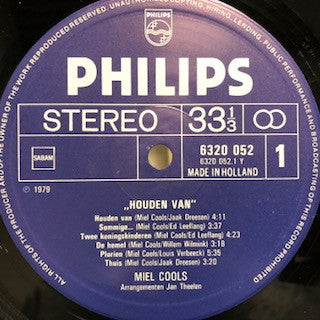 PHILIPS
PHILIPS
STEREO 33 1/3
6320 052
6320 052.1 Y
MADE IN HOLLAND
1
SABAM
℗ 1979
„HOUDEN VAN"
Houden van (Miel Cools/Jaak Dreesen) 4:11
Sommige... (Miel Cools/Ed Leeflang) 3:37
Twee koningskinderen (Miel Cools/Ed Leeflang) 4:23
De hemel (Miel Cools/Willem Wilmink) 3:18
Plurien (Miel Cools/Louis Verbeeck) 5:35
Thuis (Miel Cools/Jaak Dreesen) 3:20
MIEL COOLS
Arrangementen Jan Theelen
ALL RIGHTS OF THE PRODUCER AND OF THE OWNER OF THE WORK REPRODUCED RESERVED. UNAUTHORIZED COPYING, HIRING, LENDING, PUBLIC PERFORMANCE AND BROADCASTING OF THIS RECORD PROHIBITED